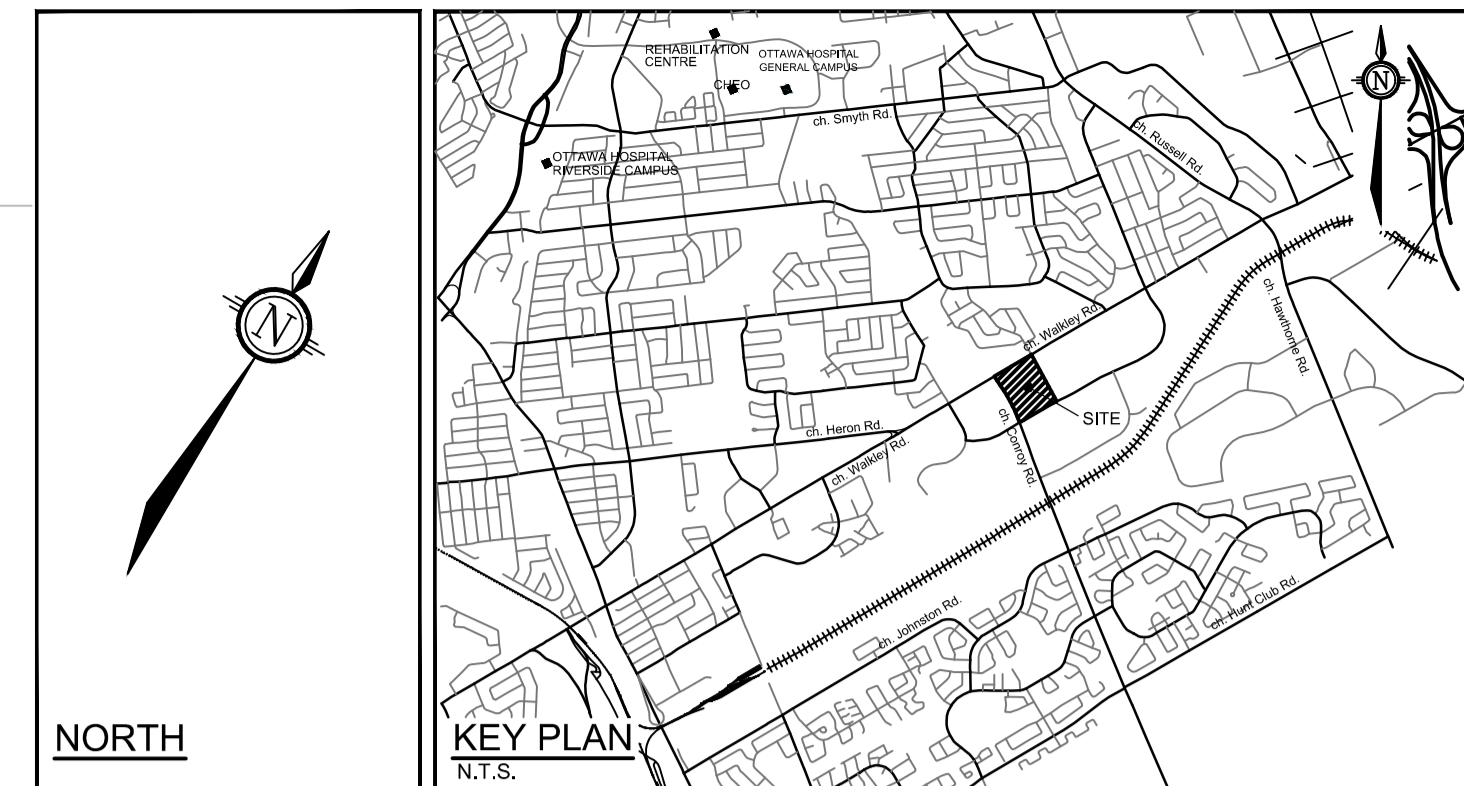 REHABILITATION
CENTRE
OTTAWA HOSPITAL
GENERAL CAMPUS
CHEO
ch. Smyth Rd.
N
ch. Russell Rd.
OTTAWA HOSPITAL
RIVERSIDE CAMPUS
N
ch. Hawthorne Rd.
ch. Walkley Rd.
SITE
ch. Conroy Rd.
ch. Heron Rd.
ch. Walkley Rd.
ch. Johnston Rd.
ch. Hunt Club Rd.
NORTH
KEY PLAN
N.T.S.